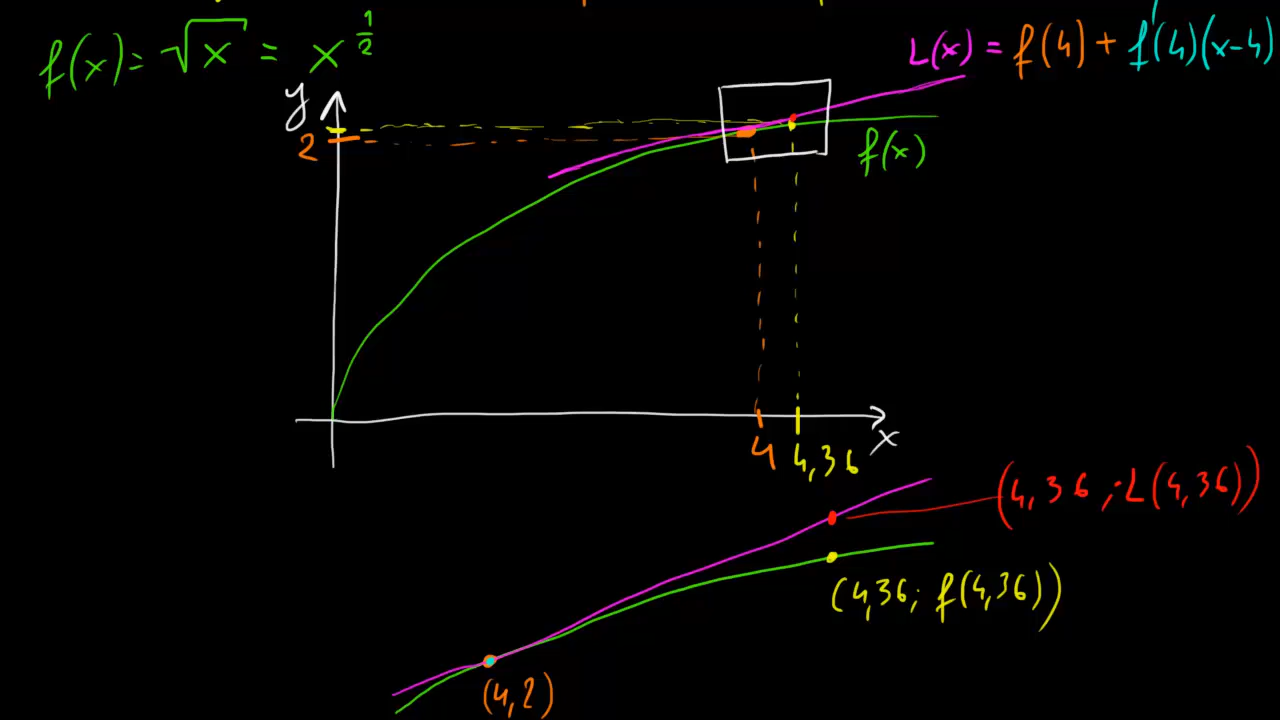 f(x) = √x = x^(1/2)
L(x) = f(4) + f'(4)(x-4)
y
2
f(x)
4
4,36
x
(4,36 ; L(4,36))
(4,36; f(4,36))
(4,2)